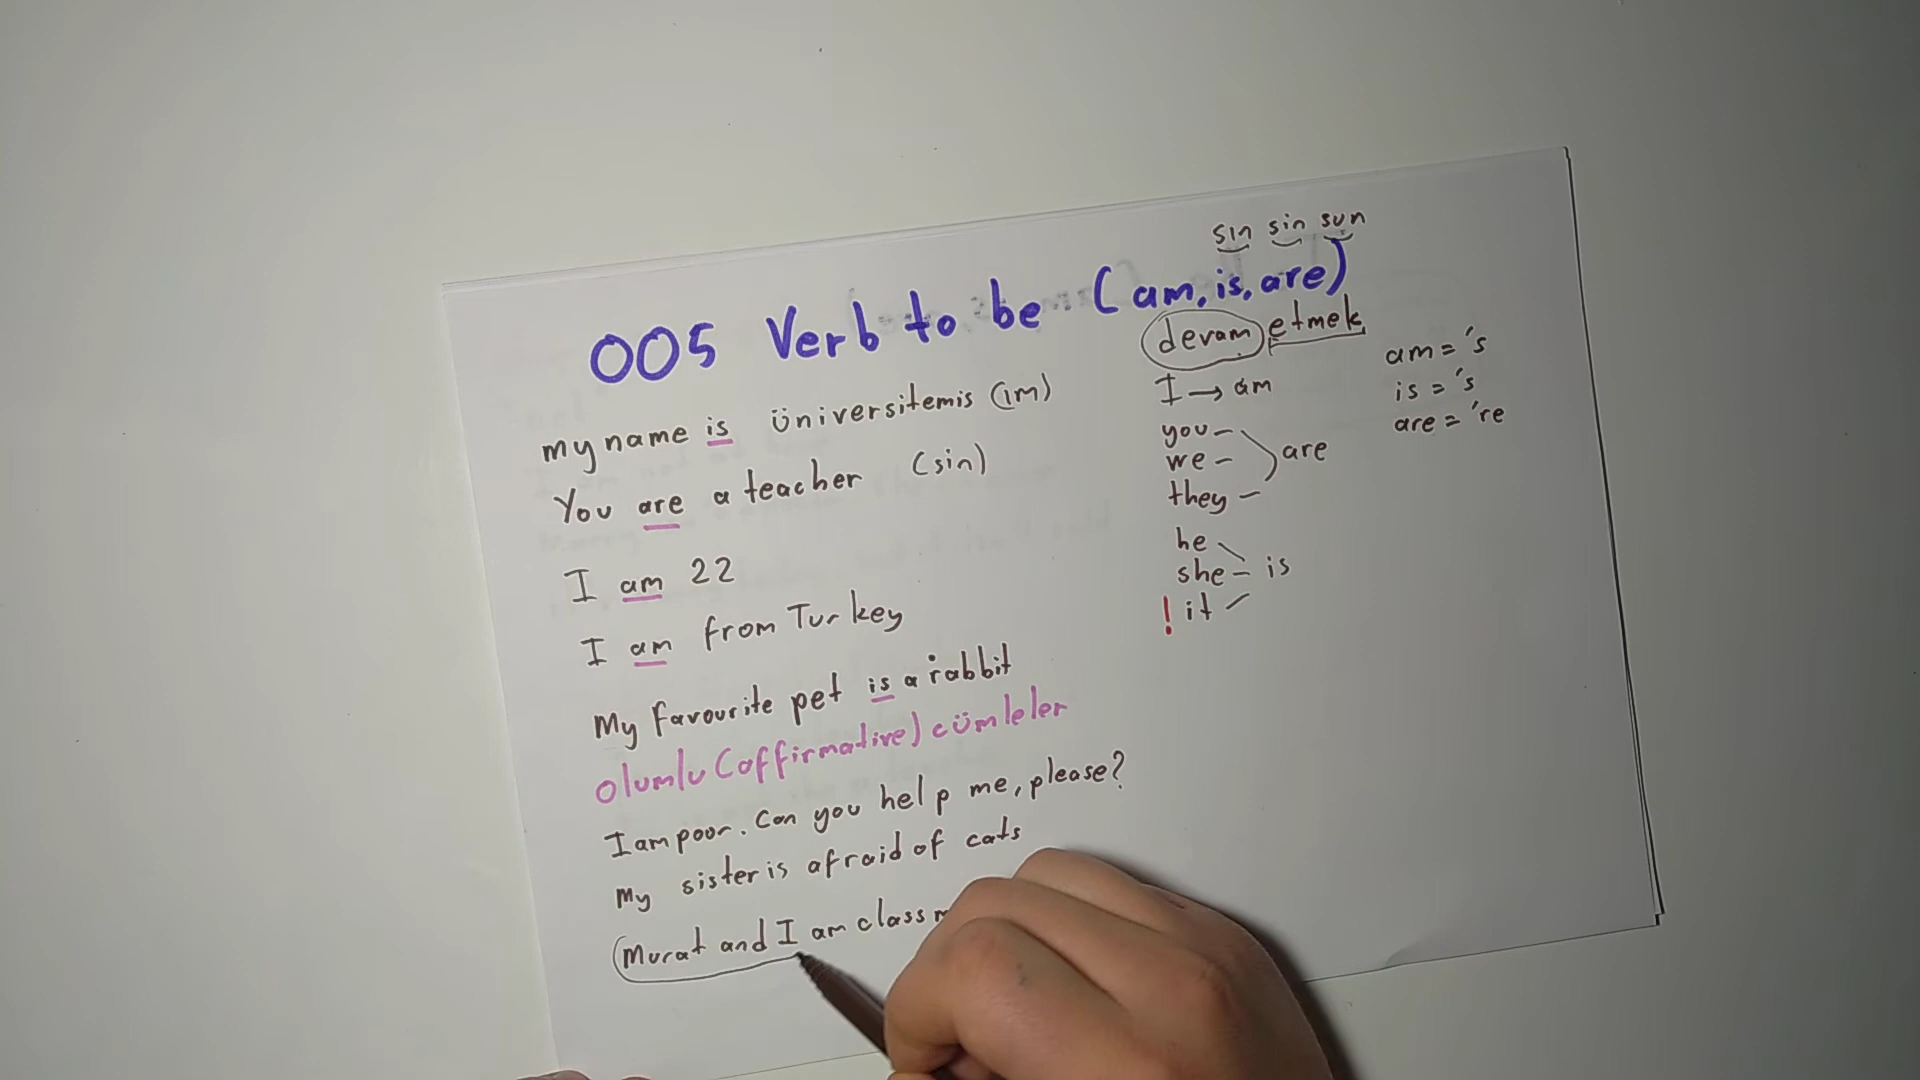 sın sin sun
005 Verb to be (am, is, are)
devam etmek
my name is üniversitemis (ım)
You are a teacher (sin)
I am 22
I am from Turkey
My favourite pet is a rabbit
olumlu (affirmative) cümleler
I am poor. Can you help me, please?
My sister is afraid of cats
Murat and I am class
I → am
you
we
they
are
he
she
! it
is
am = 's
is = 's
are = 're